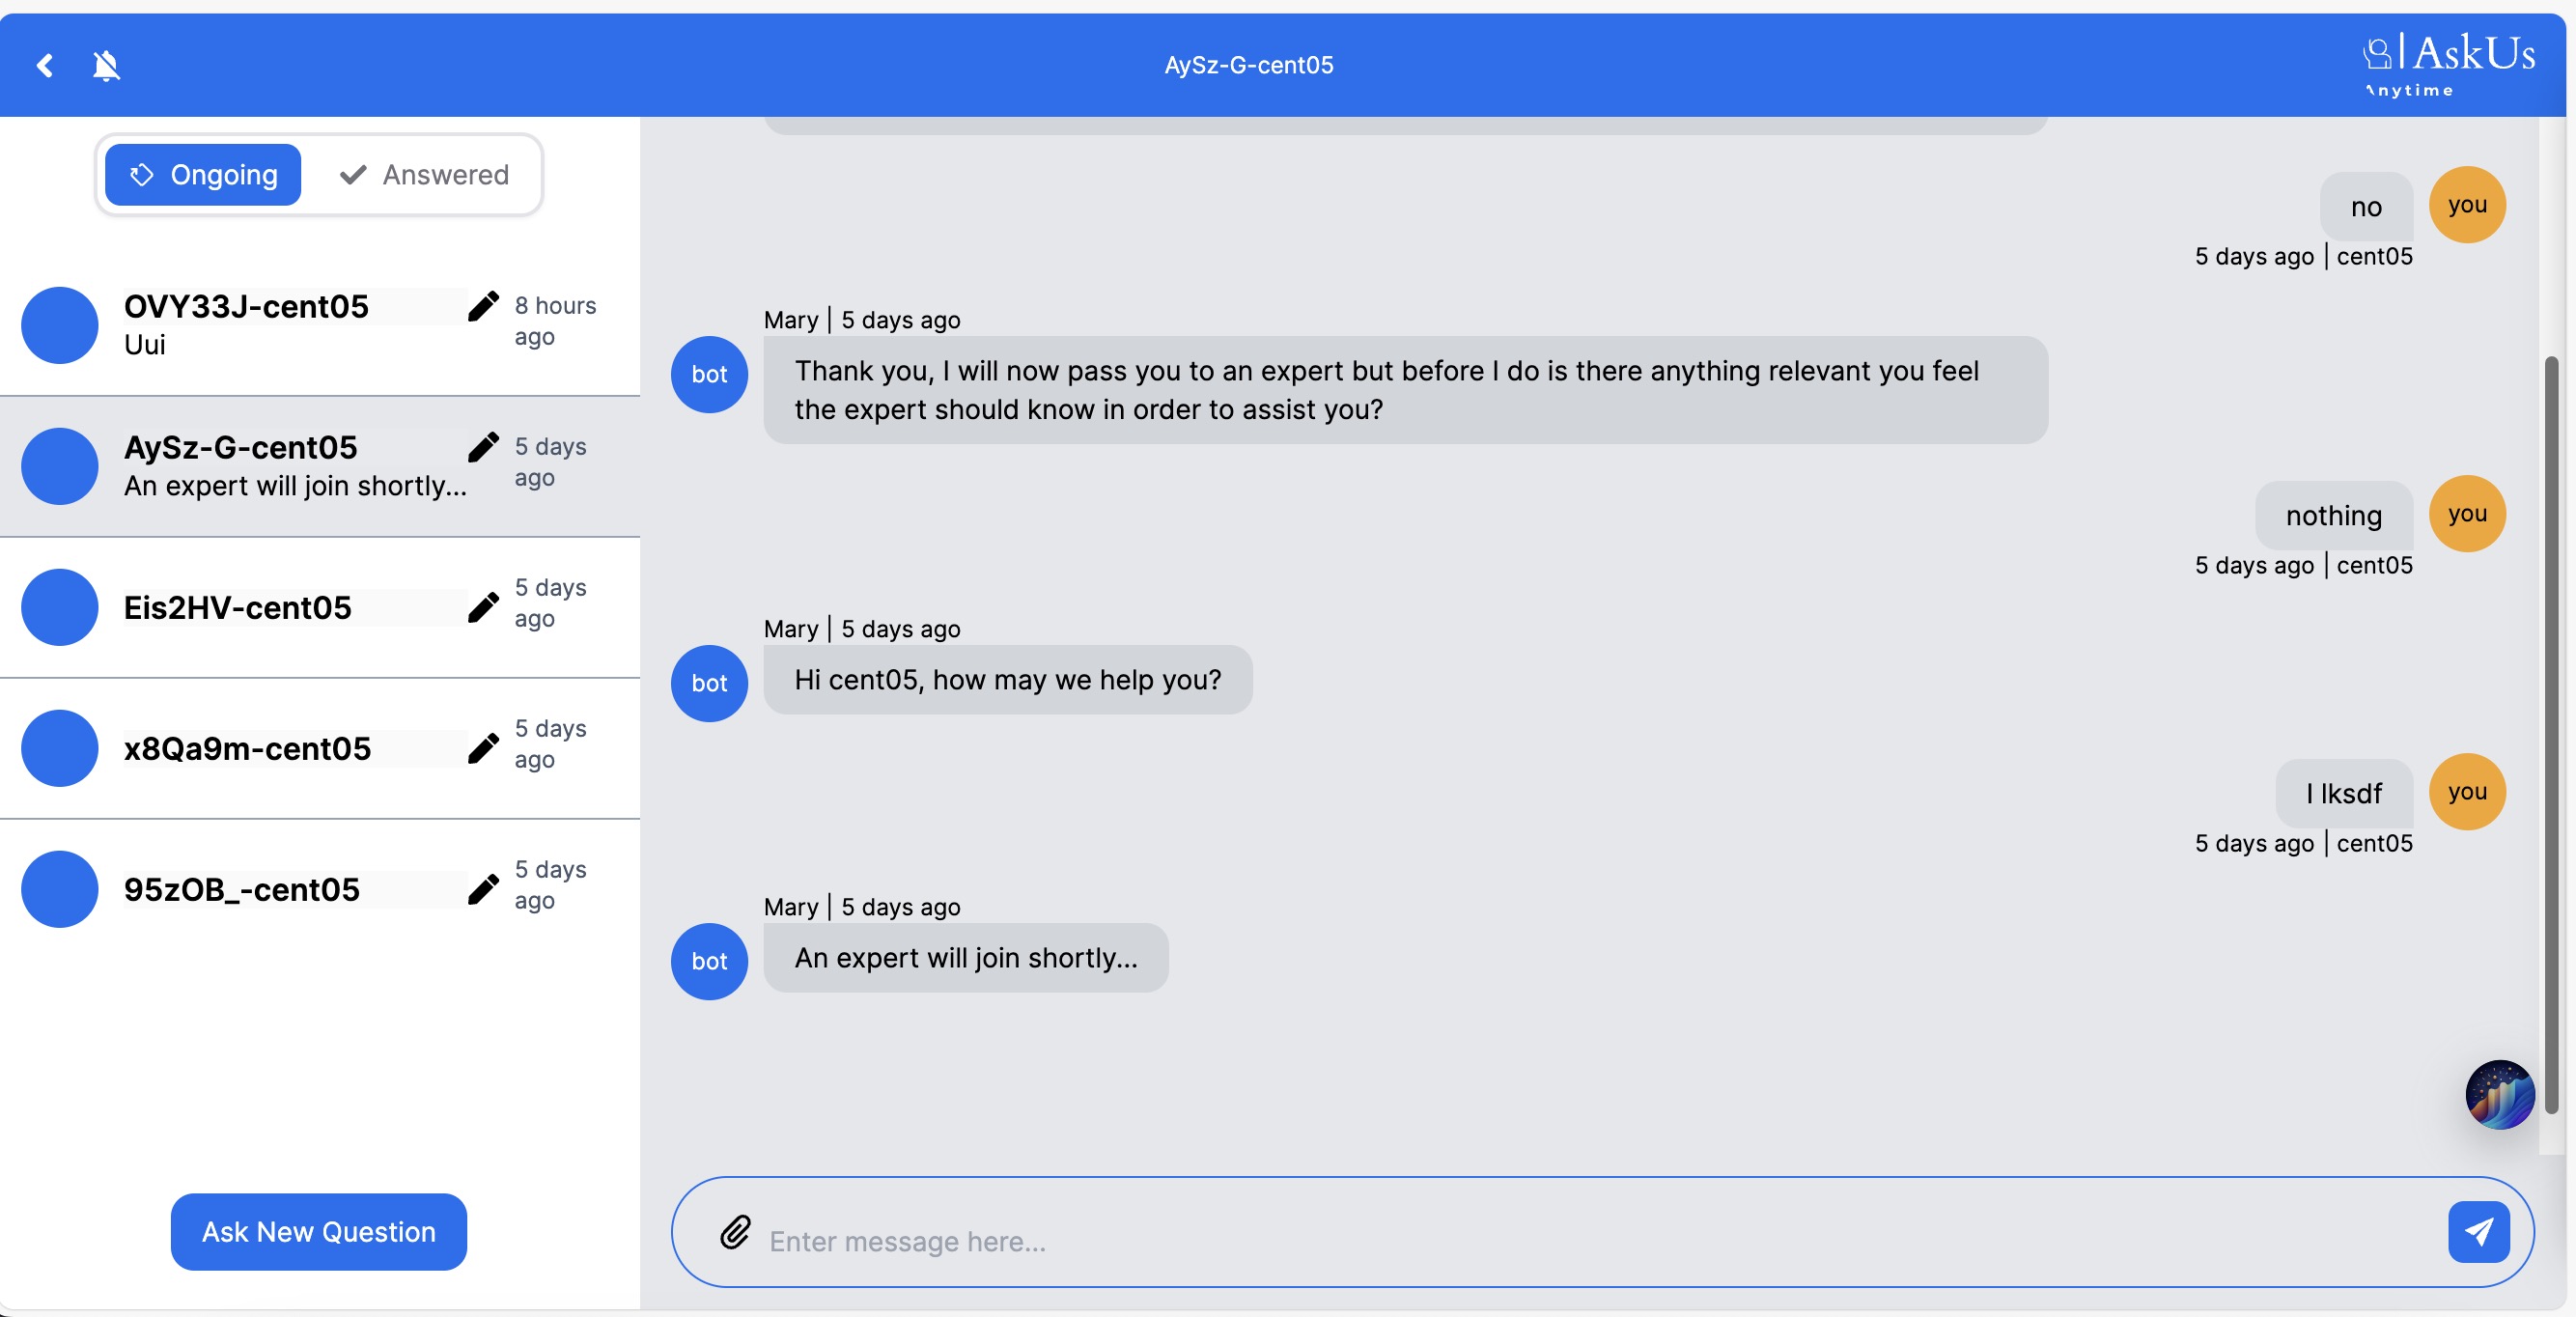 AySz-G-cent05
AskUs
Anytime
Ongoing
Answered
OVY33J-cent05
Uui
8 hours
ago
AySz-G-cent05
An expert will join shortly...
5 days
ago
Eis2HV-cent05
5 days
ago
x8Qa9m-cent05
5 days
ago
95zOB_-cent05
5 days
ago
Ask New Question
no
you
5 days ago | cent05
Mary | 5 days ago
bot
Thank you, I will now pass you to an expert but before I do is there anything relevant you feel
the expert should know in order to assist you?
nothing
you
5 days ago | cent05
Mary | 5 days ago
bot
Hi cent05, how may we help you?
I lksdf
you
5 days ago | cent05
Mary | 5 days ago
bot
An expert will join shortly...
Enter message here...